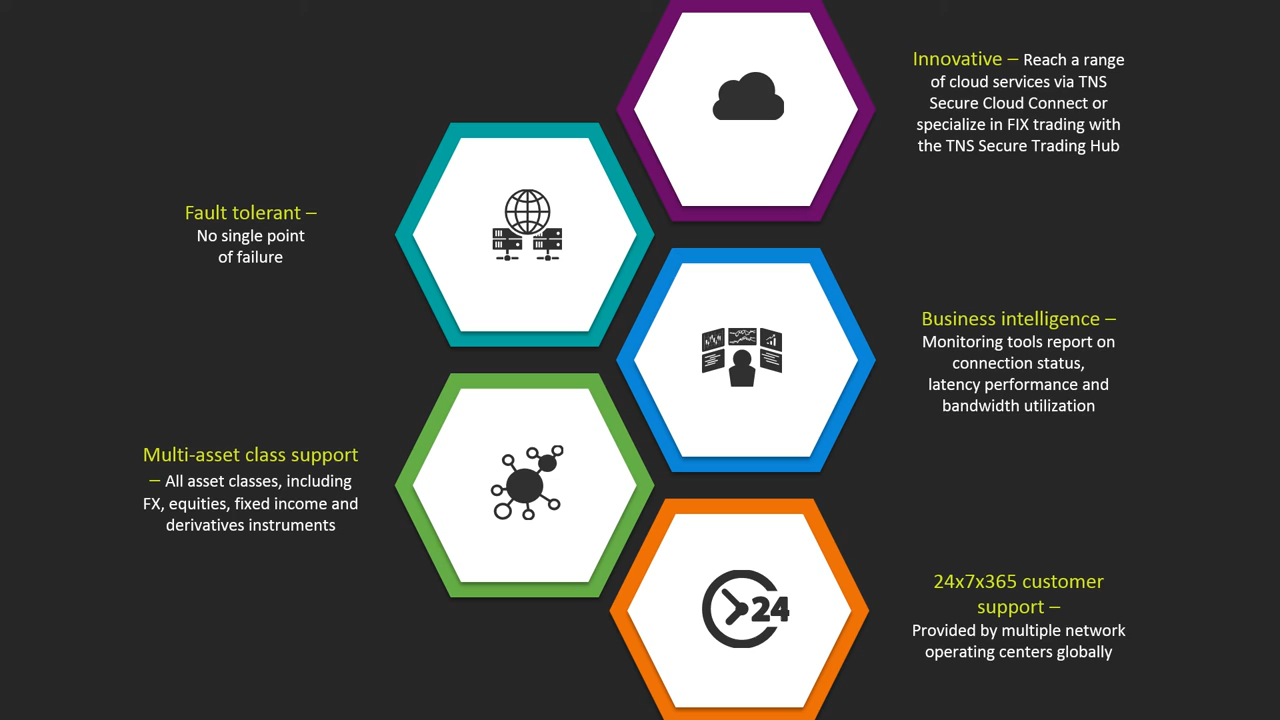 Innovative – Reach a range
of cloud services via TNS
Secure Cloud Connect or
specialize in FIX trading with
the TNS Secure Trading Hub
Fault tolerant –
No single point
of failure
Business intelligence –
Monitoring tools report on
connection status,
latency performance and
bandwidth utilization
Multi-asset class support
– All asset classes, including
FX, equities, fixed income and
derivatives instruments
24x7x365 customer
support –
Provided by multiple network
operating centers globally
24